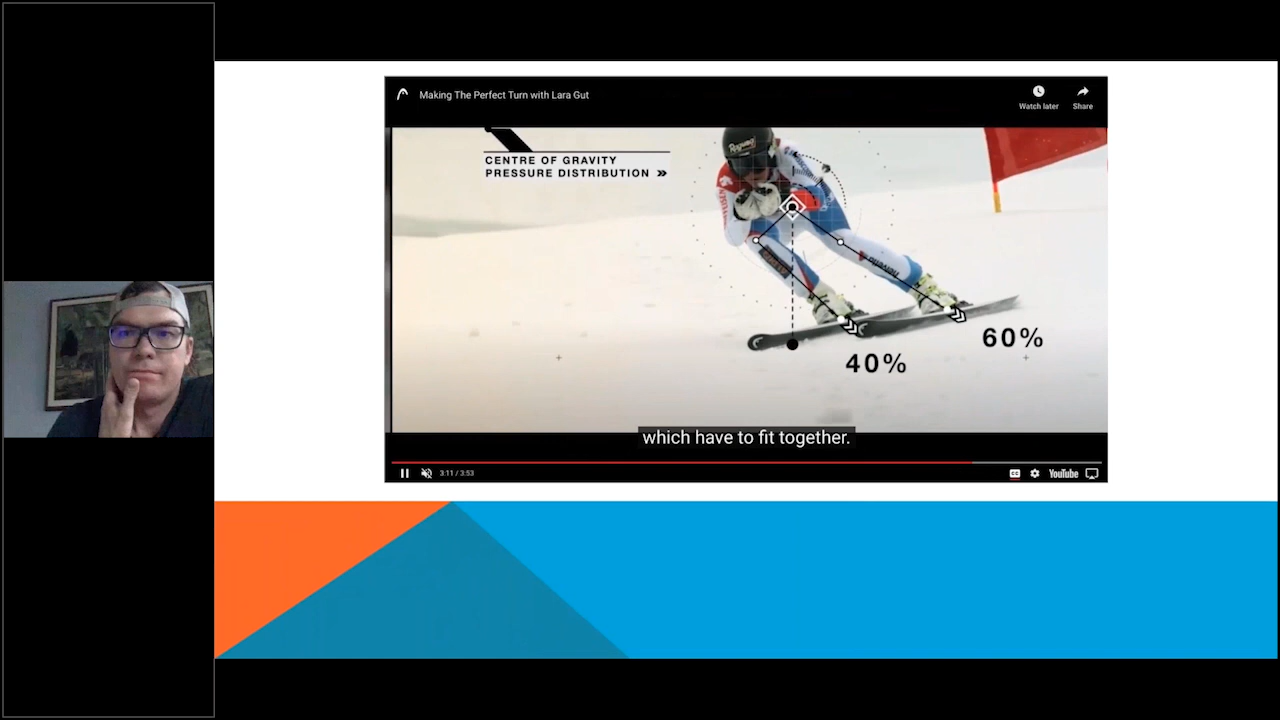 Making The Perfect Turn with Lara Gut
Watch later
Share
CENTRE OF GRAVITY
PRESSURE DISTRIBUTION
60%
40%
which have to fit together.
3:11 / 3:53
CC
YouTube